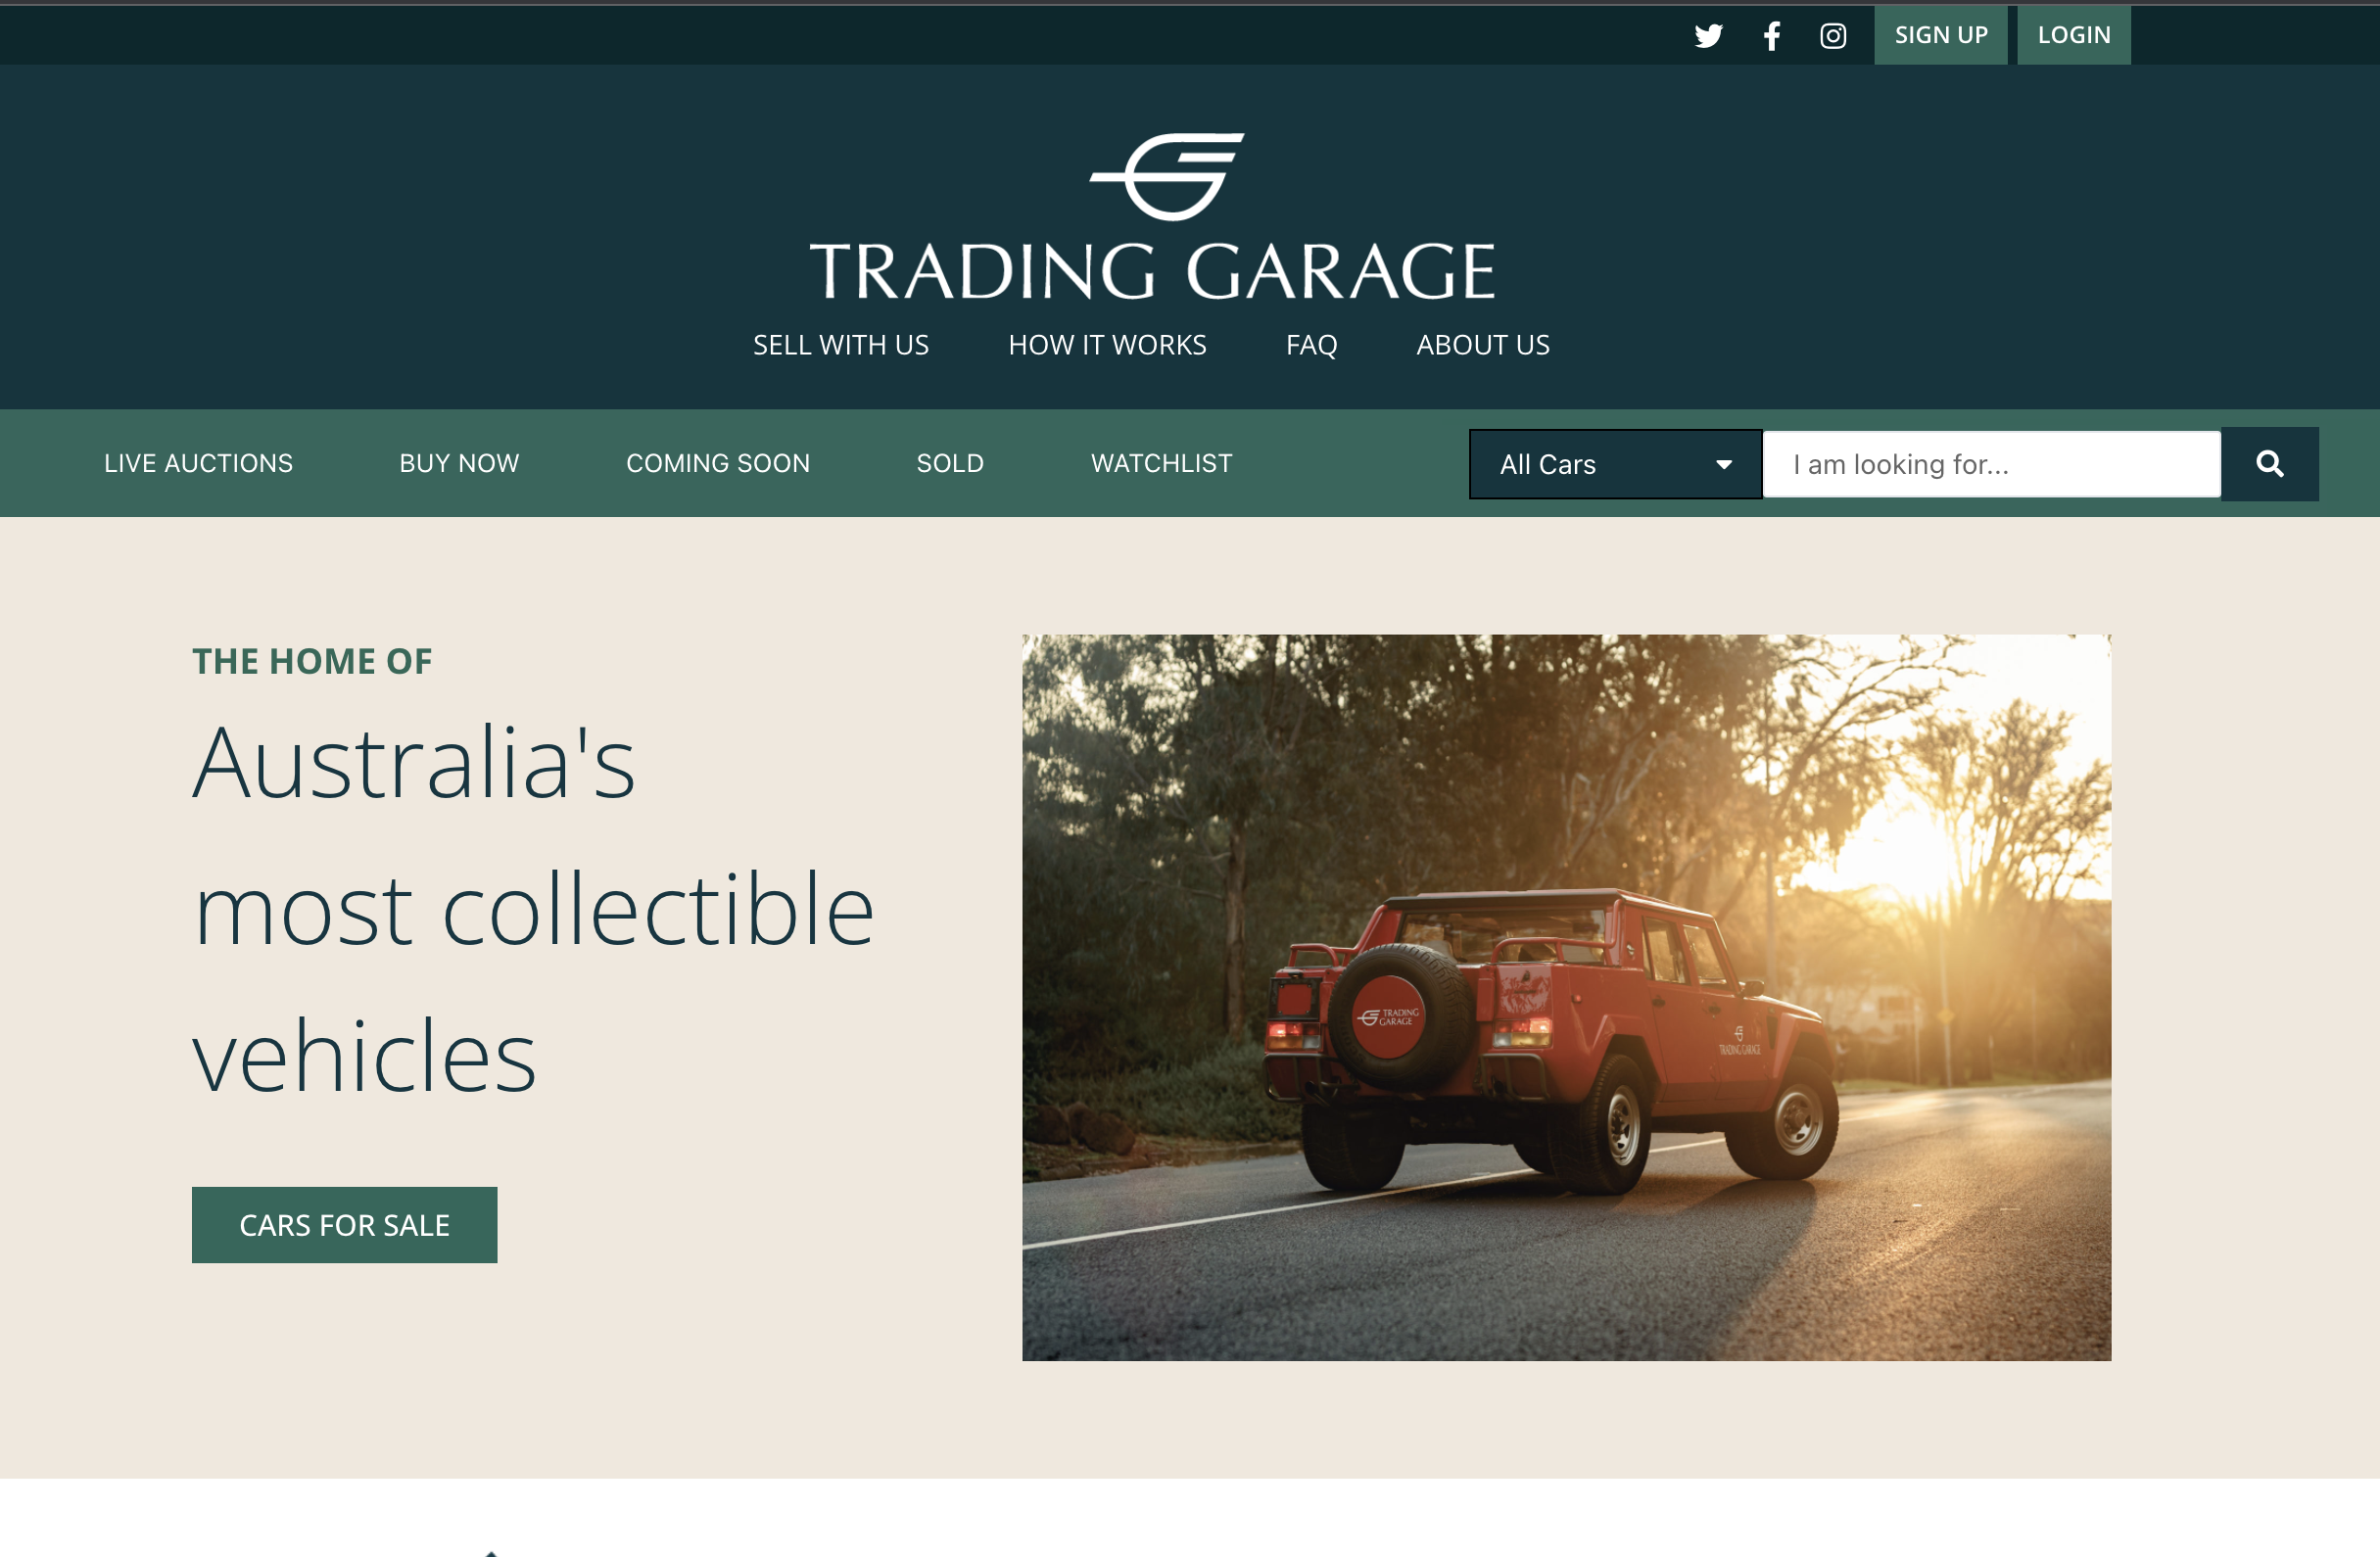 SIGN UP LOGIN
TRADING GARAGE
SELL WITH US HOW IT WORKS FAQ ABOUT US
LIVE AUCTIONS BUY NOW COMING SOON SOLD WATCHLIST All Cars I am looking for...
THE HOME OF
Australia's
most collectible
vehicles
CARS FOR SALE
TRADING
GARAGE
TRADING GARAGE